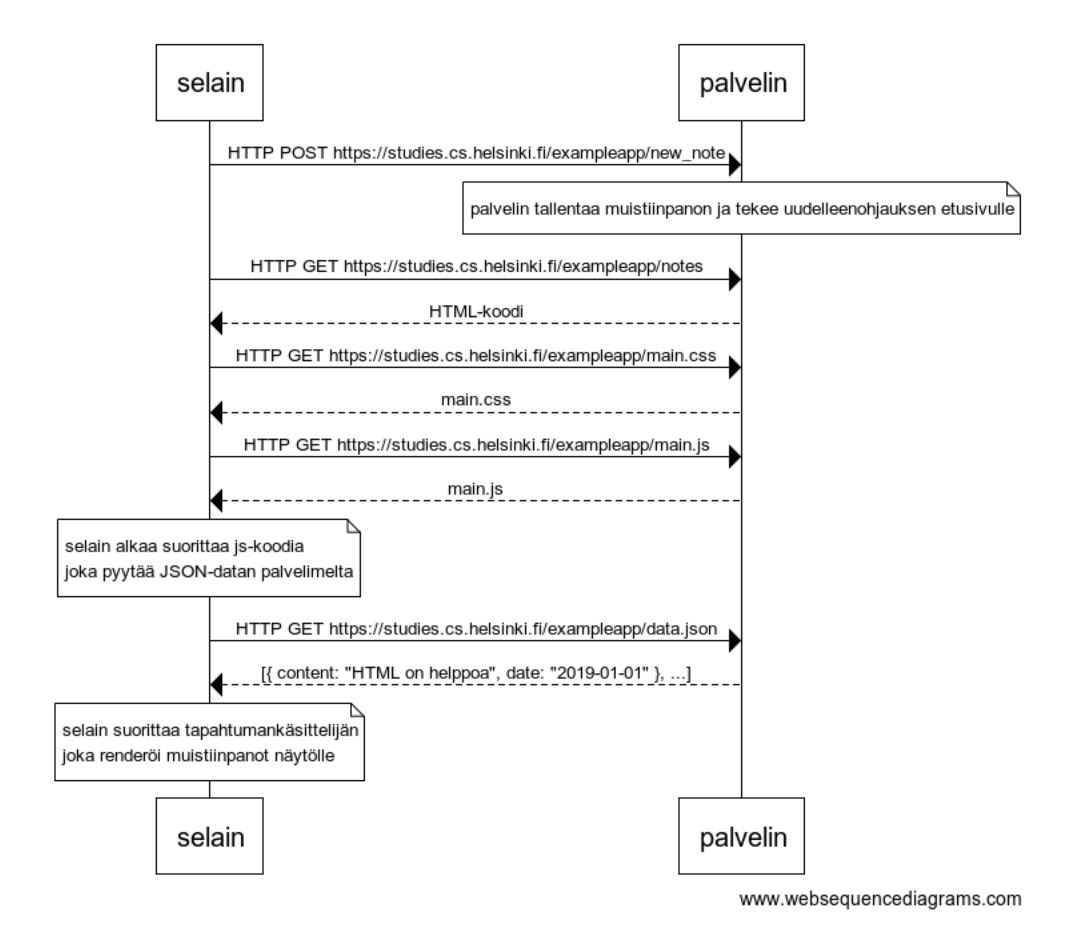 selain
palvelin
HTTP POST https://studies.cs.helsinki.fi/exampleapp/new_note
palvelin tallentaa muistiinpanon ja tekee uudelleenohjauksen etusivulle
HTTP GET https://studies.cs.helsinki.fi/exampleapp/notes
HTML-koodi
HTTP GET https://studies.cs.helsinki.fi/exampleapp/main.css
main.css
HTTP GET https://studies.cs.helsinki.fi/exampleapp/main.js
main.js
selain alkaa suorittaa js-koodia
joka pyytää JSON-datan palvelimelta
HTTP GET https://studies.cs.helsinki.fi/exampleapp/data.json
[{ content: "HTML on helppoa", date: "2019-01-01" }, ...]
selain suorittaa tapahtumankäsittelijän
joka renderöi muistiinpanot näytölle
selain
palvelin
www.websequencediagrams.com